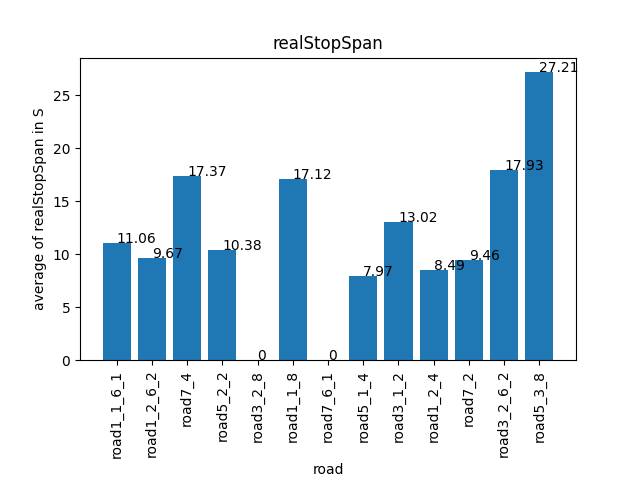 realStopSpan
average of realStopSpan in S
25
20
15
10
5
0
11.06
9.67
17.37
10.38
0
17.12
0
7.97
13.02
8.49
9.46
17.93
27.21
road1_1_6_1
road1_2_6_2
road7_4
road5_2_2
road3_2_8
road1_1_8
road7_6_1
road5_1_4
road3_1_2
road1_2_4
road7_2
road3_2_6_2
road5_3_8
road